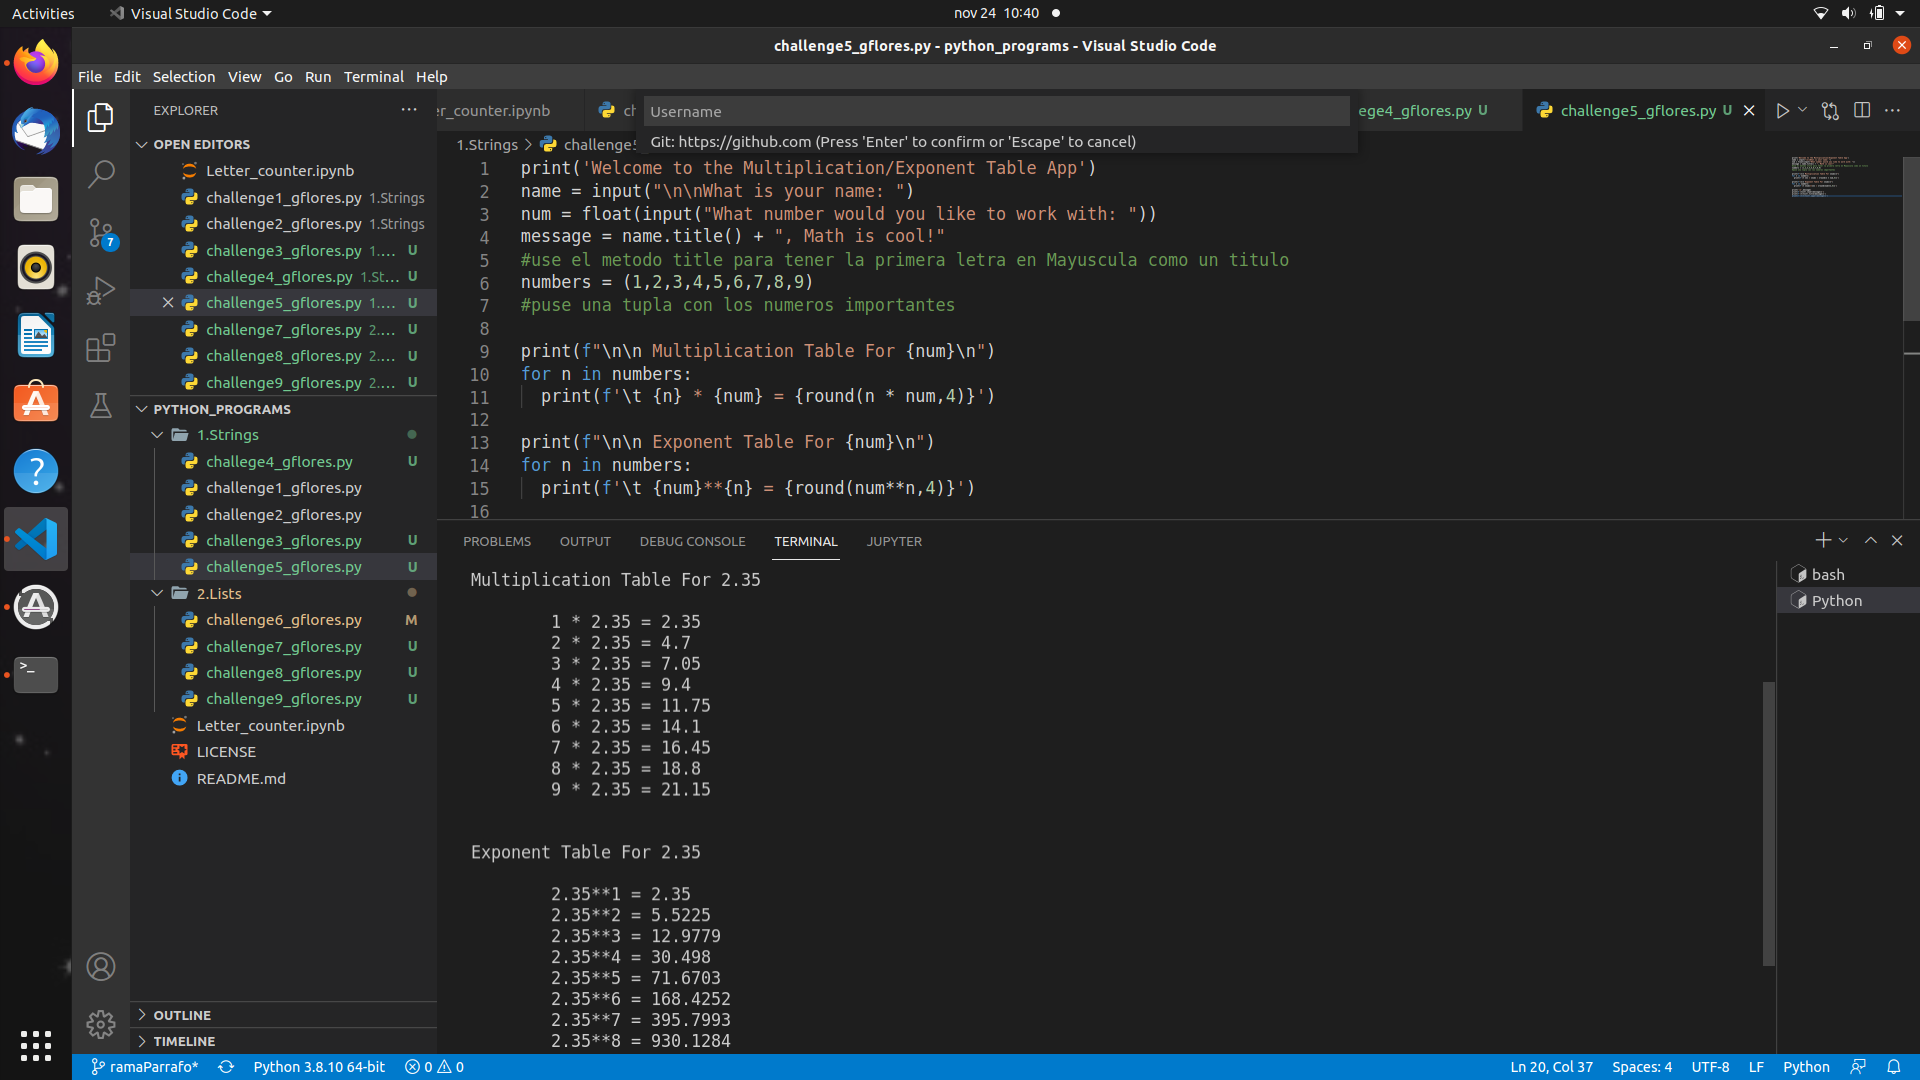 Activities
Visual Studio Code
nov 24 10:40
challenge5_gflores.py - python_programs - Visual Studio Code
File Edit Selection View Go Run Terminal Help
EXPLORER
OPEN EDITORS
Letter_counter.ipynb
challenge1_gflores.py 1.Strings
challenge2_gflores.py 1.Strings
challenge3_gflores.py 1.... U
challege4_gflores.py 1.St... U
challenge5_gflores.py 1.... U
challenge7_gflores.py 2.... U
challenge8_gflores.py 2.... U
challenge9_gflores.py 2.... U
PYTHON_PROGRAMS
1.Strings
challege4_gflores.py U
challenge1_gflores.py
challenge2_gflores.py
challenge3_gflores.py U
challenge5_gflores.py U
2.Lists
challenge6_gflores.py M
challenge7_gflores.py U
challenge8_gflores.py U
challenge9_gflores.py U
Letter_counter.ipynb
LICENSE
README.md
OUTLINE
TIMELINE
7
er_counter.ipynb
ch
Username
Git: https://github.com (Press 'Enter' to confirm or 'Escape' to cancel)
ege4_gflores.py U
challenge5_gflores.py U
1.Strings > challenge5
1 print('Welcome to the Multiplication/Exponent Table App')
2 name = input("\n\nWhat is your name: ")
3 num = float(input("What number would you like to work with: "))
4 message = name.title() + ", Math is cool!"
5 #use el metodo title para tener la primera letra en Mayuscula como un titulo
6 numbers = (1,2,3,4,5,6,7,8,9)
7 #puse una tupla con los numeros importantes
8
9 print(f"\n\n Multiplication Table For {num}\n")
10 for n in numbers:
11 print(f'\t {n} * {num} = {round(n * num,4)}')
12
13 print(f"\n\n Exponent Table For {num}\n")
14 for n in numbers:
15 print(f'\t {num}**{n} = {round(num**n,4)}')
16
PROBLEMS OUTPUT DEBUG CONSOLE TERMINAL JUPYTER
Multiplication Table For 2.35
1 * 2.35 = 2.35
2 * 2.35 = 4.7
3 * 2.35 = 7.05
4 * 2.35 = 9.4
5 * 2.35 = 11.75
6 * 2.35 = 14.1
7 * 2.35 = 16.45
8 * 2.35 = 18.8
9 * 2.35 = 21.15
Exponent Table For 2.35
2.35**1 = 2.35
2.35**2 = 5.5225
2.35**3 = 12.9779
2.35**4 = 30.498
2.35**5 = 71.6703
2.35**6 = 168.4252
2.35**7 = 395.7993
2.35**8 = 930.1284
bash
Python
ramaParrafo* Python 3.8.10 64-bit 0 0
Ln 20, Col 37 Spaces: 4 UTF-8 LF Python